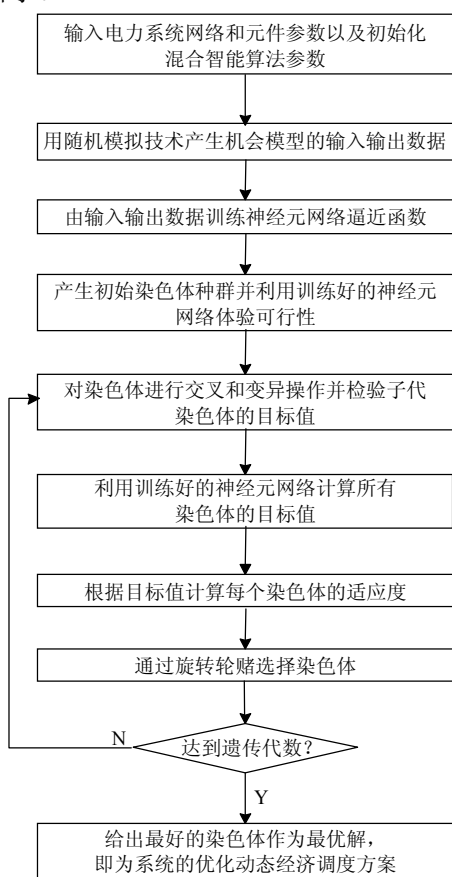 输入电力系统网络和元件参数以及初始化
混合智能算法参数
用随机模拟技术产生机会模型的输入输出数据
由输入输出数据训练神经元网络逼近函数
产生初始染色体种群并利用训练好的神经元
网络体验可行性
对染色体进行交叉和变异操作并检验子代
染色体的目标值
利用训练好的神经元网络计算所有
染色体的目标值
根据目标值计算每个染色体的适应度
通过旋转轮赌选择染色体
N
达到遗传代数？
Y
给出最好的染色体作为最优解，
即为系统的优化动态经济调度方案